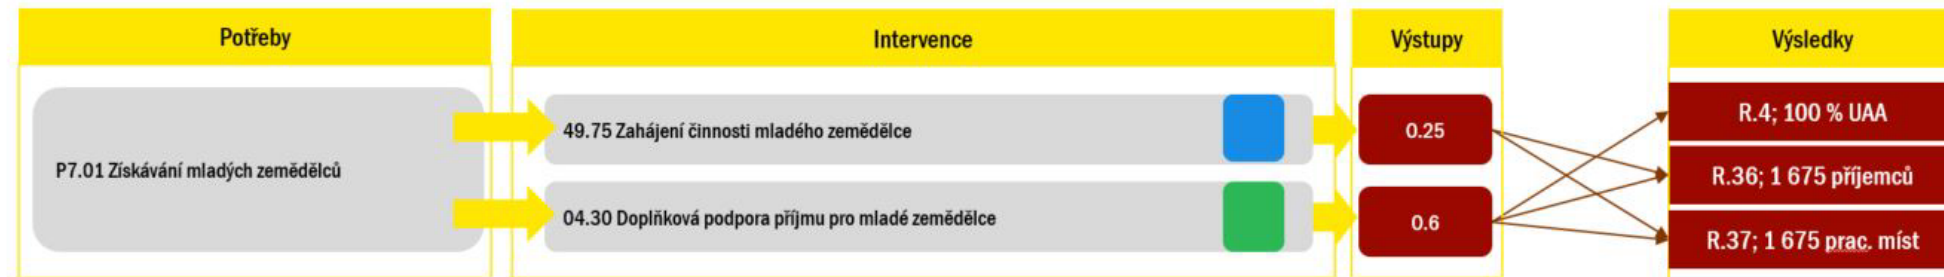 Potřeby
Intervence
Výstupy
Výsledky
P7.01 Získávání mladých zemědělců
49.75 Zahájení činnosti mladého zemědělce
04.30 Doplňková podpora příjmu pro mladé zemědělce
0.25
0.6
R.4; 100 % UAA
R.36; 1 675 příjemců
R.37; 1 675 prac. míst